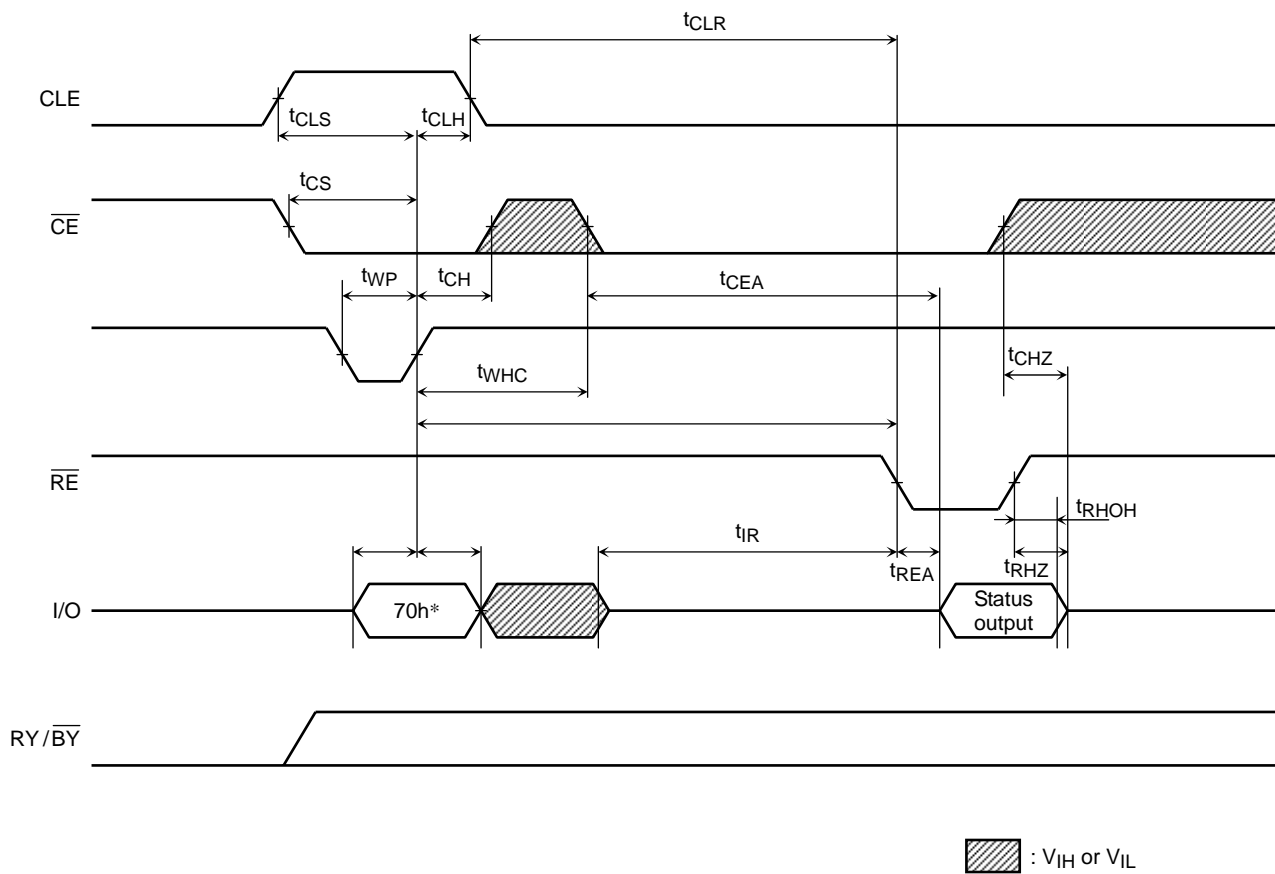 tCLR
CLE
tCLS
tCLH
tCS
CE
tWP
tCH
tCEA
tCHZ
tWHC
RE
tRHOH
tIR
tREA
tRHZ
I/O
70h*
Status
output
RY/BY
: VIH or VIL